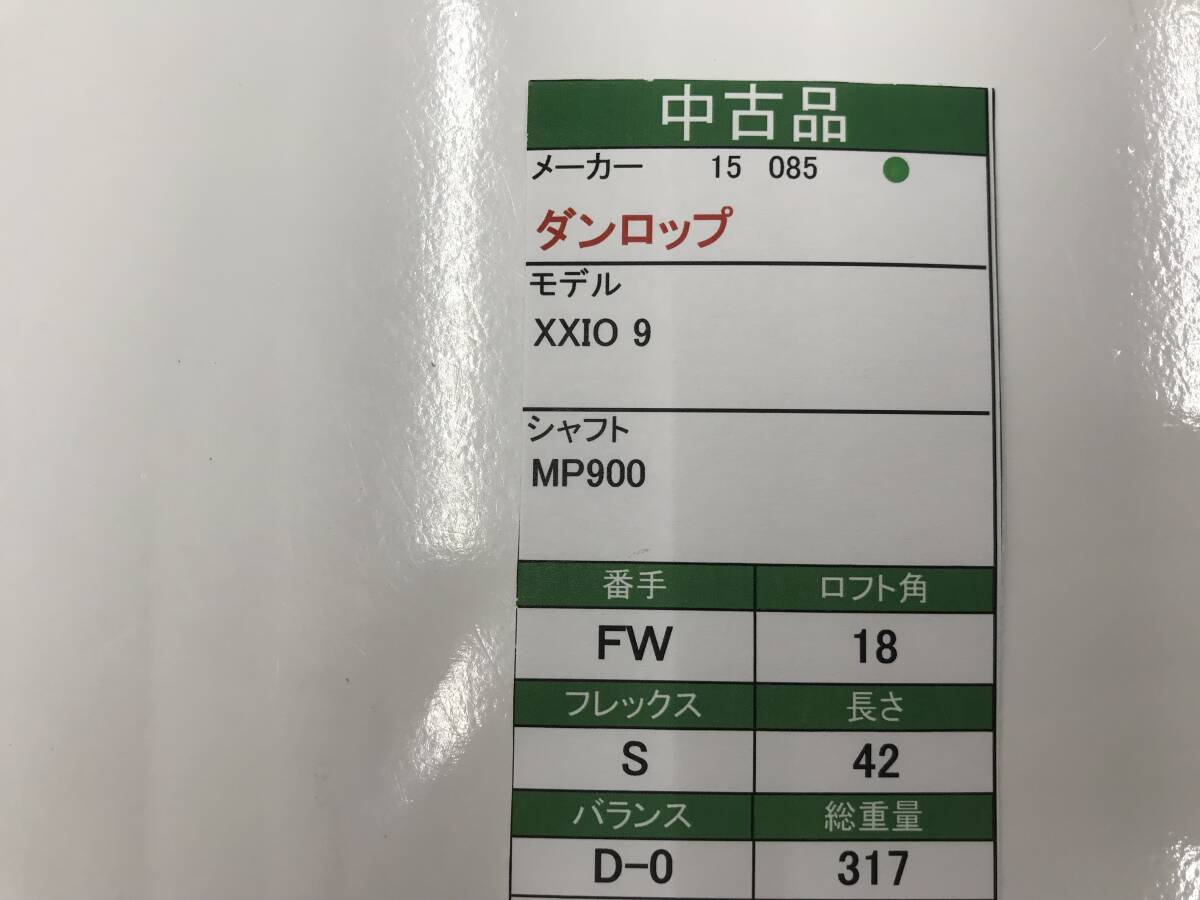 中古品
メーカー 15 085
ダンロップ
モデル
XXIO 9
シャフト
MP900
番手 ロフト角
FW 18
フレックス 長さ
S 42
バランス 総重量
D-0 317